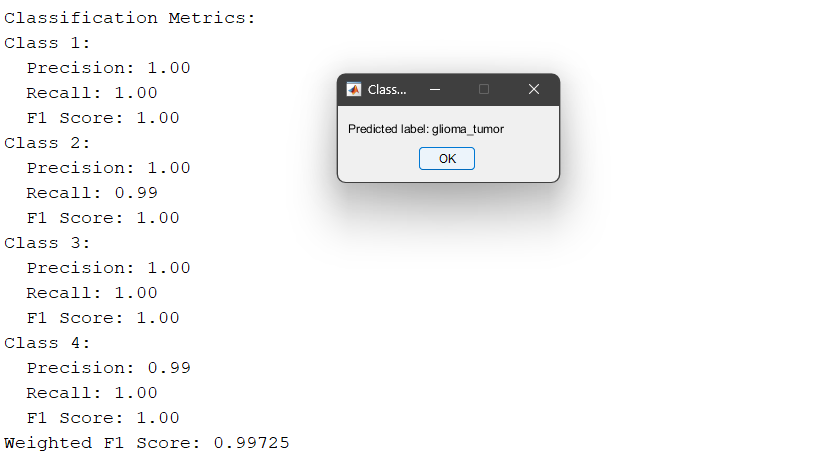 Classification Metrics:
Class 1:
Precision: 1.00
Recall: 1.00
F1 Score: 1.00
Class 2:
Precision: 1.00
Recall: 0.99
F1 Score: 1.00
Class 3:
Precision: 1.00
Recall: 1.00
F1 Score: 1.00
Class 4:
Precision: 0.99
Recall: 1.00
F1 Score: 1.00
Weighted F1 Score: 0.99725
Class...
Predicted label: glioma_tumor
OK